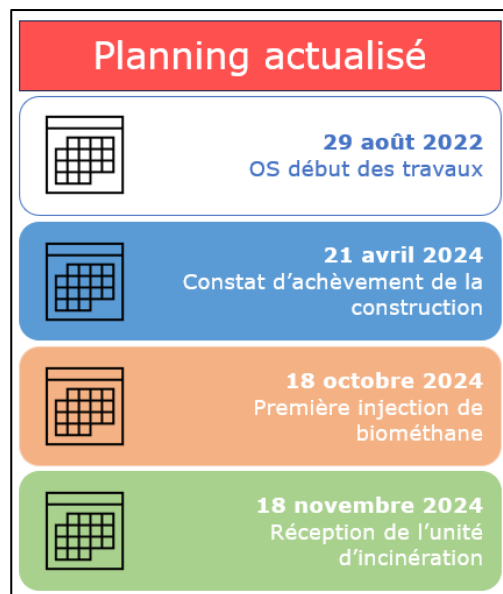 Planning actualisé
29 août 2022
OS début des travaux
21 avril 2024
Constat d’achèvement de la
construction
18 octobre 2024
Première injection de
biométhane
18 novembre 2024
Réception de l’unité
d’incinération